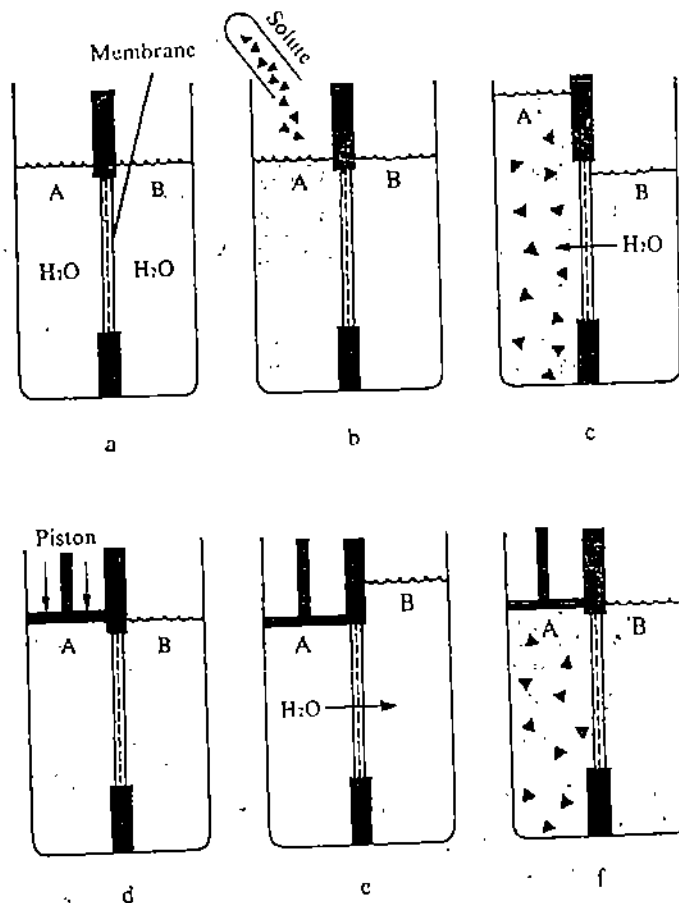 Solute
Membrane
A B
H₂O H₂O
a
A B
b
A
B
H₂O
c
Piston
A B
d
A
B
H₂O
e
A B
f